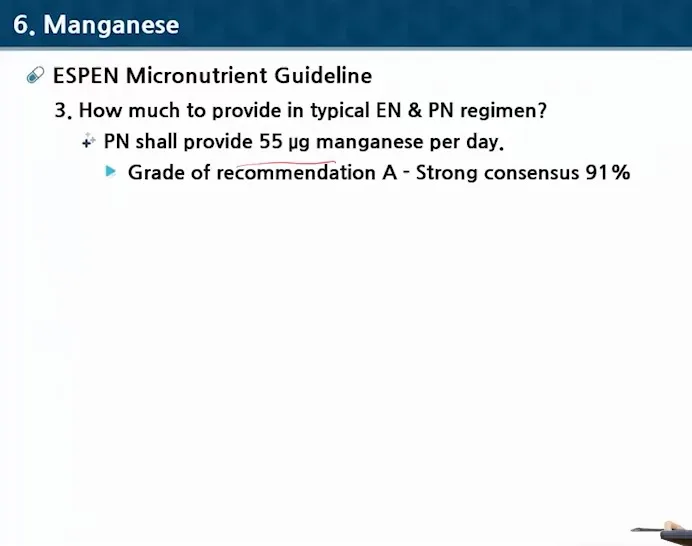 6. Manganese
ESPEN Micronutrient Guideline
3. How much to provide in typical EN & PN regimen?
PN shall provide 55 µg manganese per day.
Grade of recommendation A - Strong consensus 91%